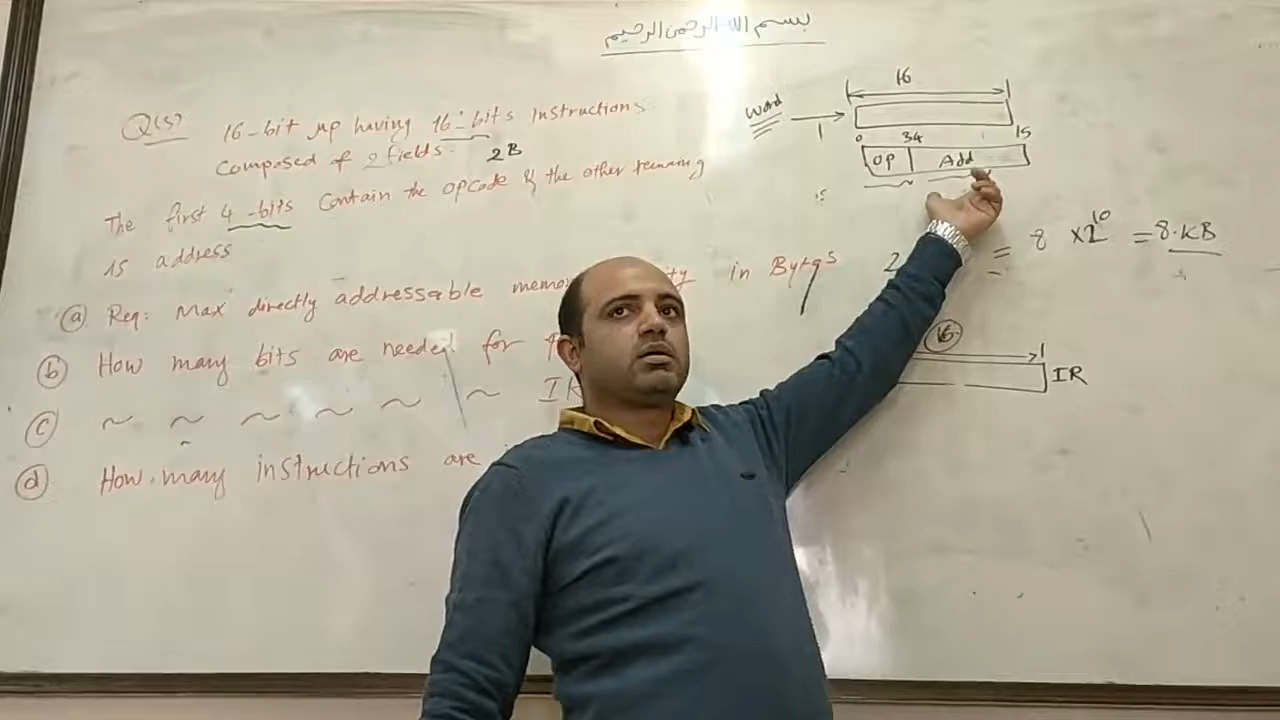 بسم الله الرحمن الرحيم
Q(5) 16-bit μp having 16-bits instructions
Composed of 2 fields. 2B
The first 4-bits contain the opcode & the other remaining
is address
(a) Req: Max directly addressable in Bytes
(b) How many bits are needed for
(c) ~ ~ ~ ~ ~ ~ IR
(d) How many instructions are
16
Word
0 34 15
op Add
= 8 × 2^10 = 8 KB
16
IR